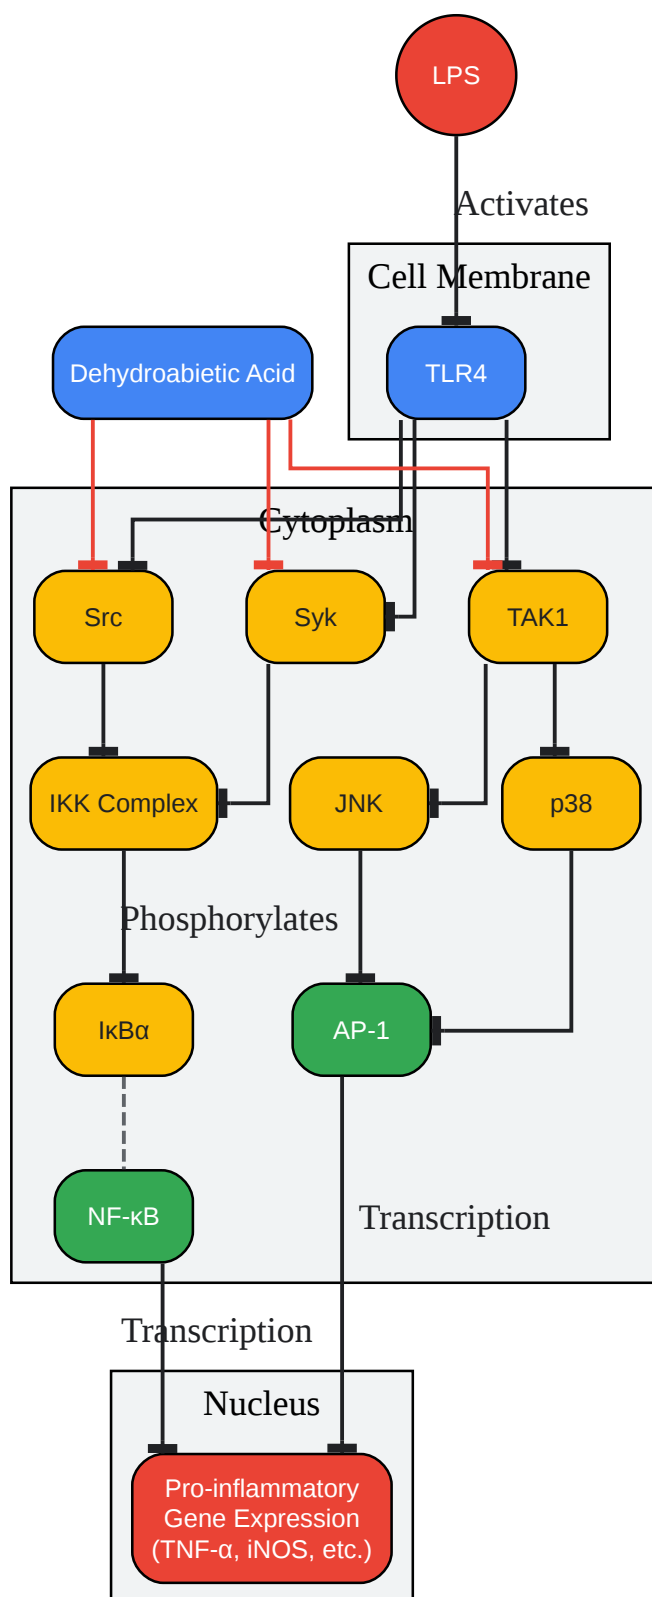 LPS
Activates
Cell Membrane
Dehydroabietic Acid
TLR4
Cytoplasm
Src
Syk
TAK1
IKK Complex
JNK
p38
Phosphorylates
IκBα
AP-1
NF-κB
Transcription
Transcription
Nucleus
Pro-inflammatory
Gene Expression
(TNF-α, iNOS, etc.)